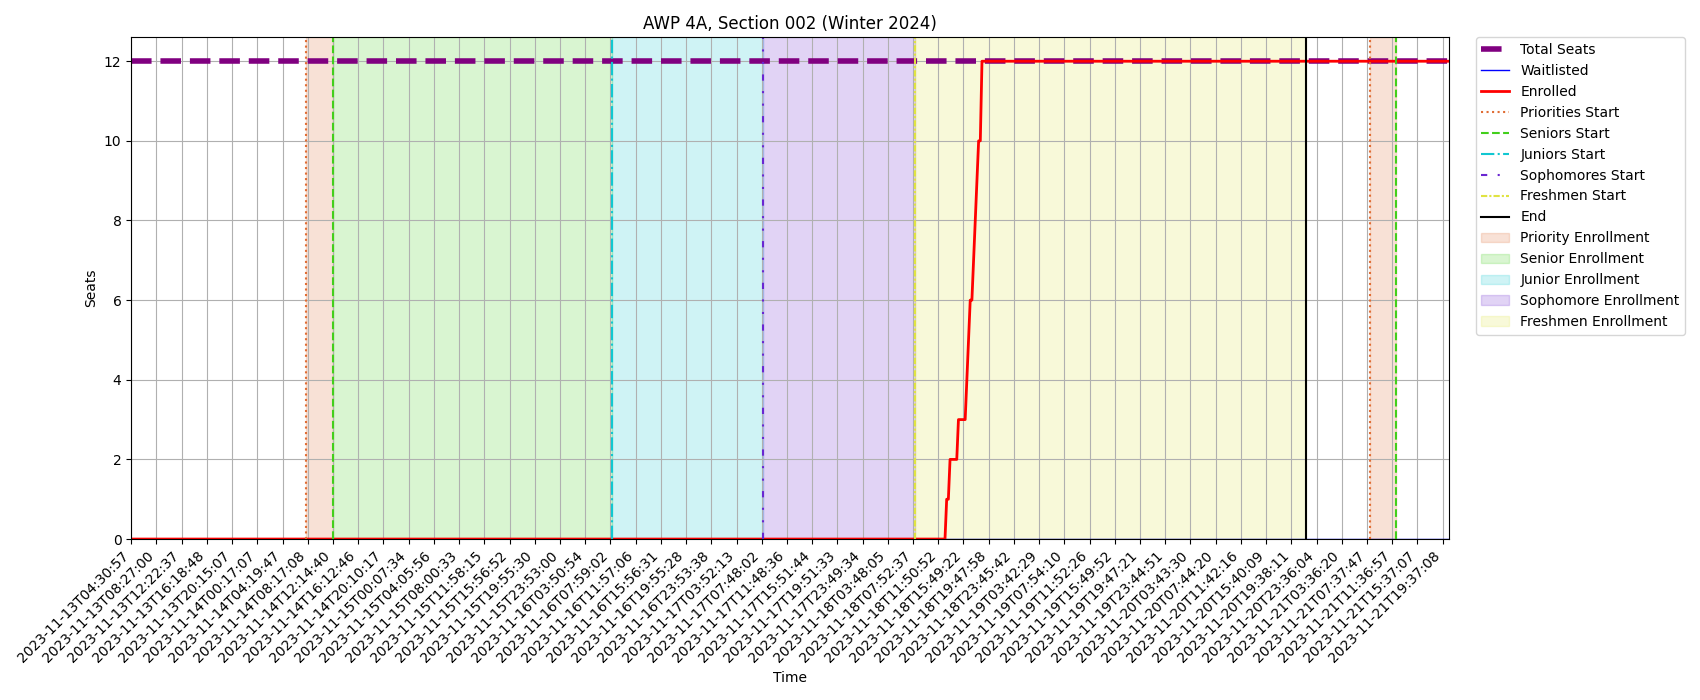 AWP 4A, Section 002 (Winter 2024)
Seats
12
10
8
6
4
2
0
2023-11-13T04:30:57
2023-11-13T08:27:00
2023-11-13T12:22:37
2023-11-13T16:18:48
2023-11-13T20:15:07
2023-11-14T00:17:07
2023-11-14T04:19:47
2023-11-14T08:17:08
2023-11-14T12:14:40
2023-11-14T16:12:46
2023-11-14T20:10:17
2023-11-15T00:07:34
2023-11-15T04:05:56
2023-11-15T08:00:33
2023-11-15T11:58:15
2023-11-15T15:56:52
2023-11-15T19:55:30
2023-11-15T23:53:00
2023-11-16T03:50:54
2023-11-16T07:59:02
2023-11-16T11:57:06
2023-11-16T15:56:31
2023-11-16T19:55:28
2023-11-16T23:53:38
2023-11-17T03:52:13
2023-11-17T07:48:02
2023-11-17T11:48:36
2023-11-17T15:51:44
2023-11-17T19:51:33
2023-11-17T23:49:34
2023-11-18T03:48:05
2023-11-18T07:52:37
2023-11-18T11:50:52
2023-11-18T15:49:22
2023-11-18T19:47:58
2023-11-18T23:45:42
2023-11-19T03:42:29
2023-11-19T07:54:10
2023-11-19T11:52:26
2023-11-19T15:49:52
2023-11-19T19:47:21
2023-11-19T23:44:51
2023-11-20T03:43:30
2023-11-20T07:44:20
2023-11-20T11:42:16
2023-11-20T15:40:09
2023-11-20T19:38:11
2023-11-20T23:36:04
2023-11-21T03:36:20
2023-11-21T07:37:47
2023-11-21T11:36:57
2023-11-21T15:37:07
2023-11-21T19:37:08
Time
Total Seats
Waitlisted
Enrolled
Priorities Start
Seniors Start
Juniors Start
Sophomores Start
Freshmen Start
End
Priority Enrollment
Senior Enrollment
Junior Enrollment
Sophomore Enrollment
Freshmen Enrollment